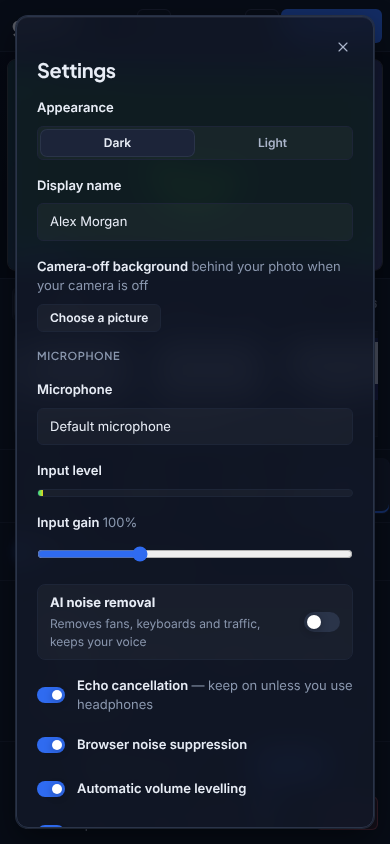 Settings
Appearance
Dark Light
Display name
Alex Morgan
Camera-off background behind your photo when
your camera is off
Choose a picture
MICROPHONE
Microphone
Default microphone
Input level
Input gain 100%
AI noise removal
Removes fans, keyboards and traffic,
keeps your voice
Echo cancellation — keep on unless you use
headphones
Browser noise suppression
Automatic volume levelling